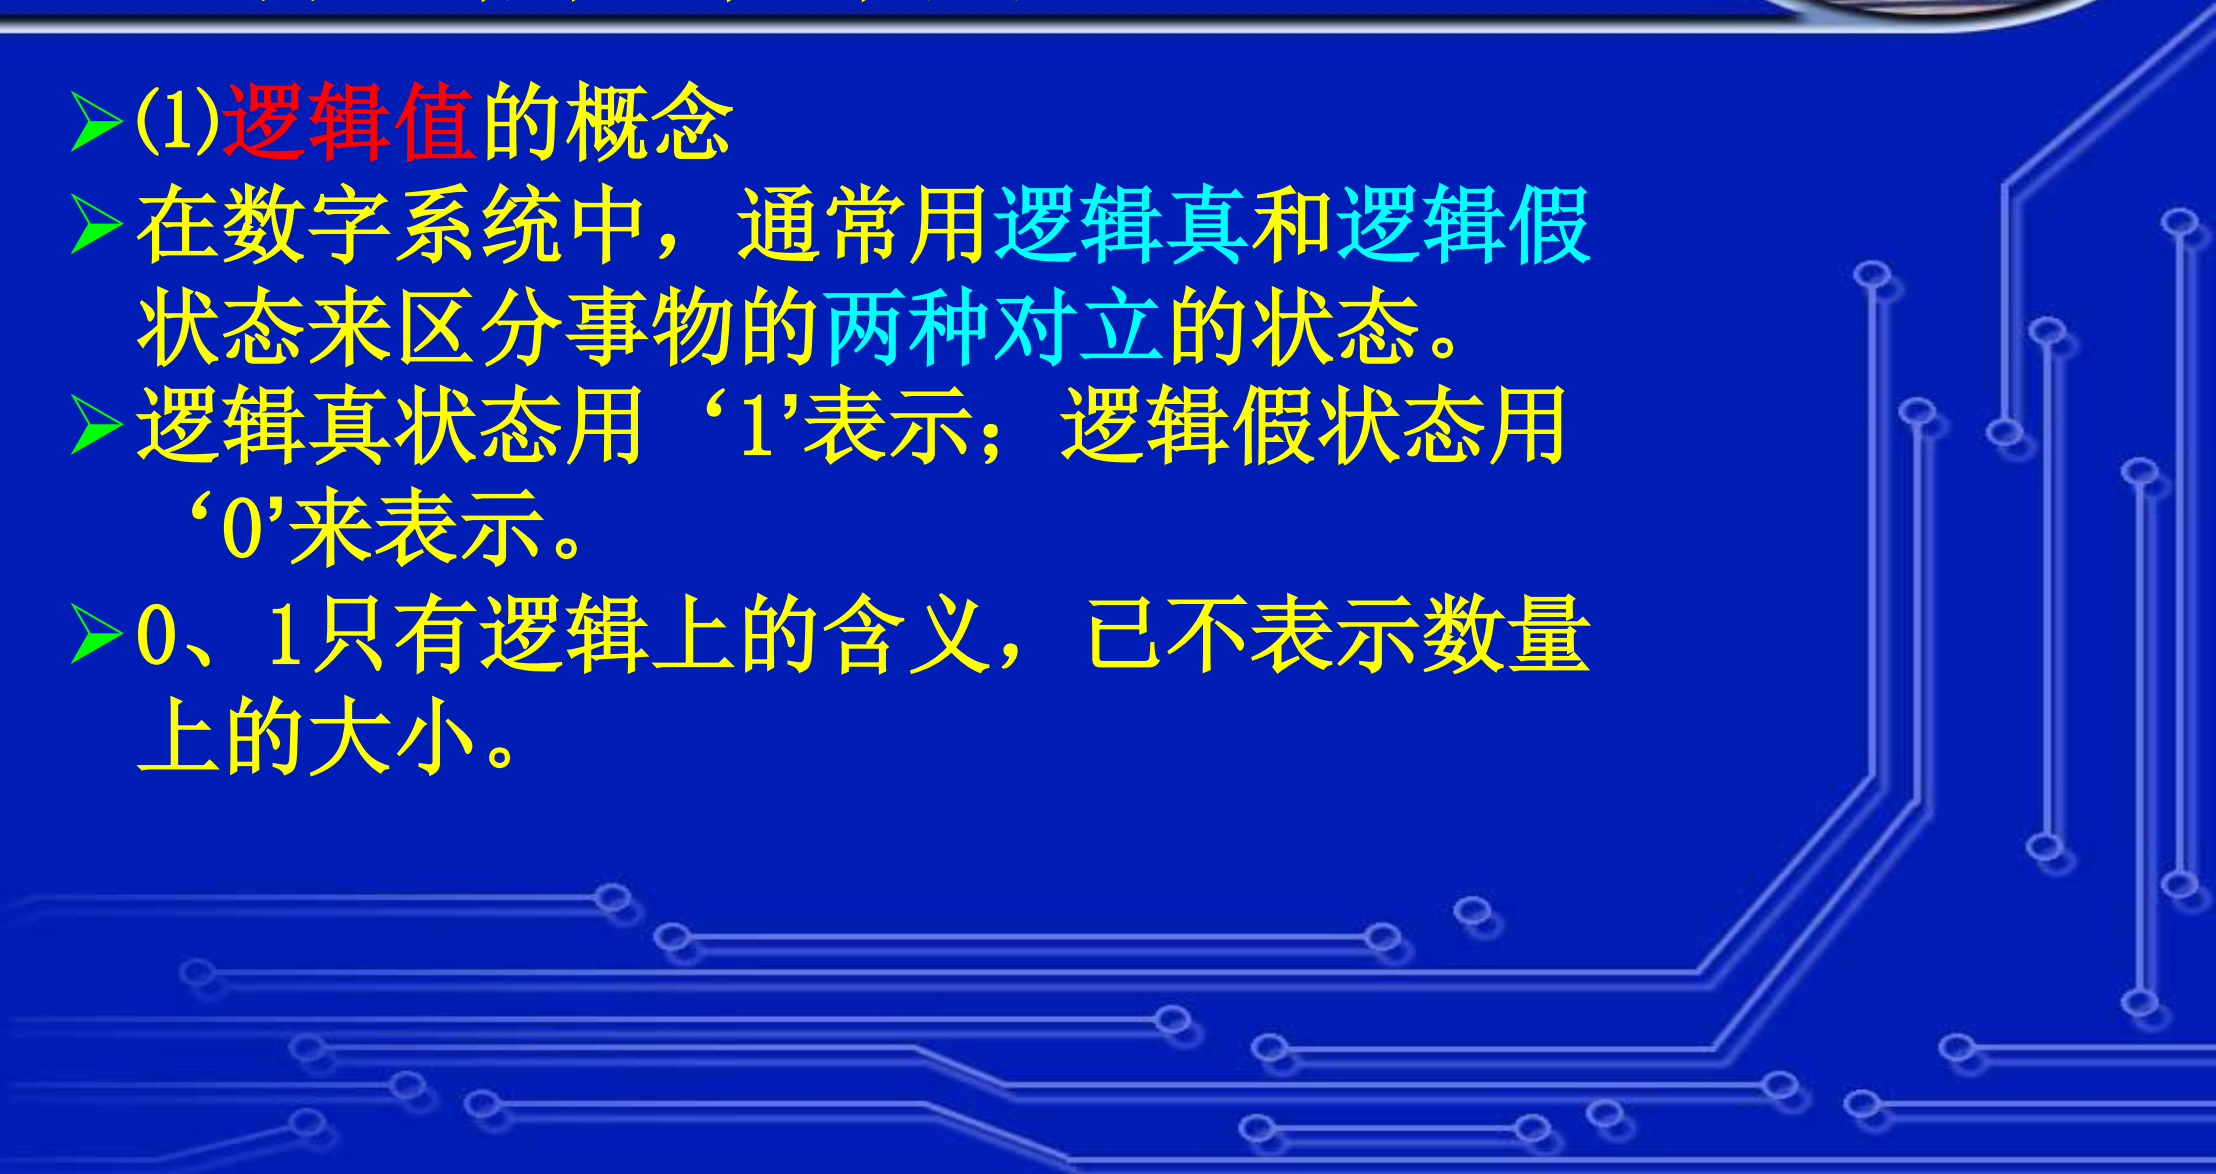 ⑴逻辑值的概念
在数字系统中，通常用逻辑真和逻辑假
状态来区分事物的两种对立的状态。
逻辑真状态用‘1’表示；逻辑假状态用
‘0’来表示。
0、1只有逻辑上的含义，已不表示数量
上的大小。